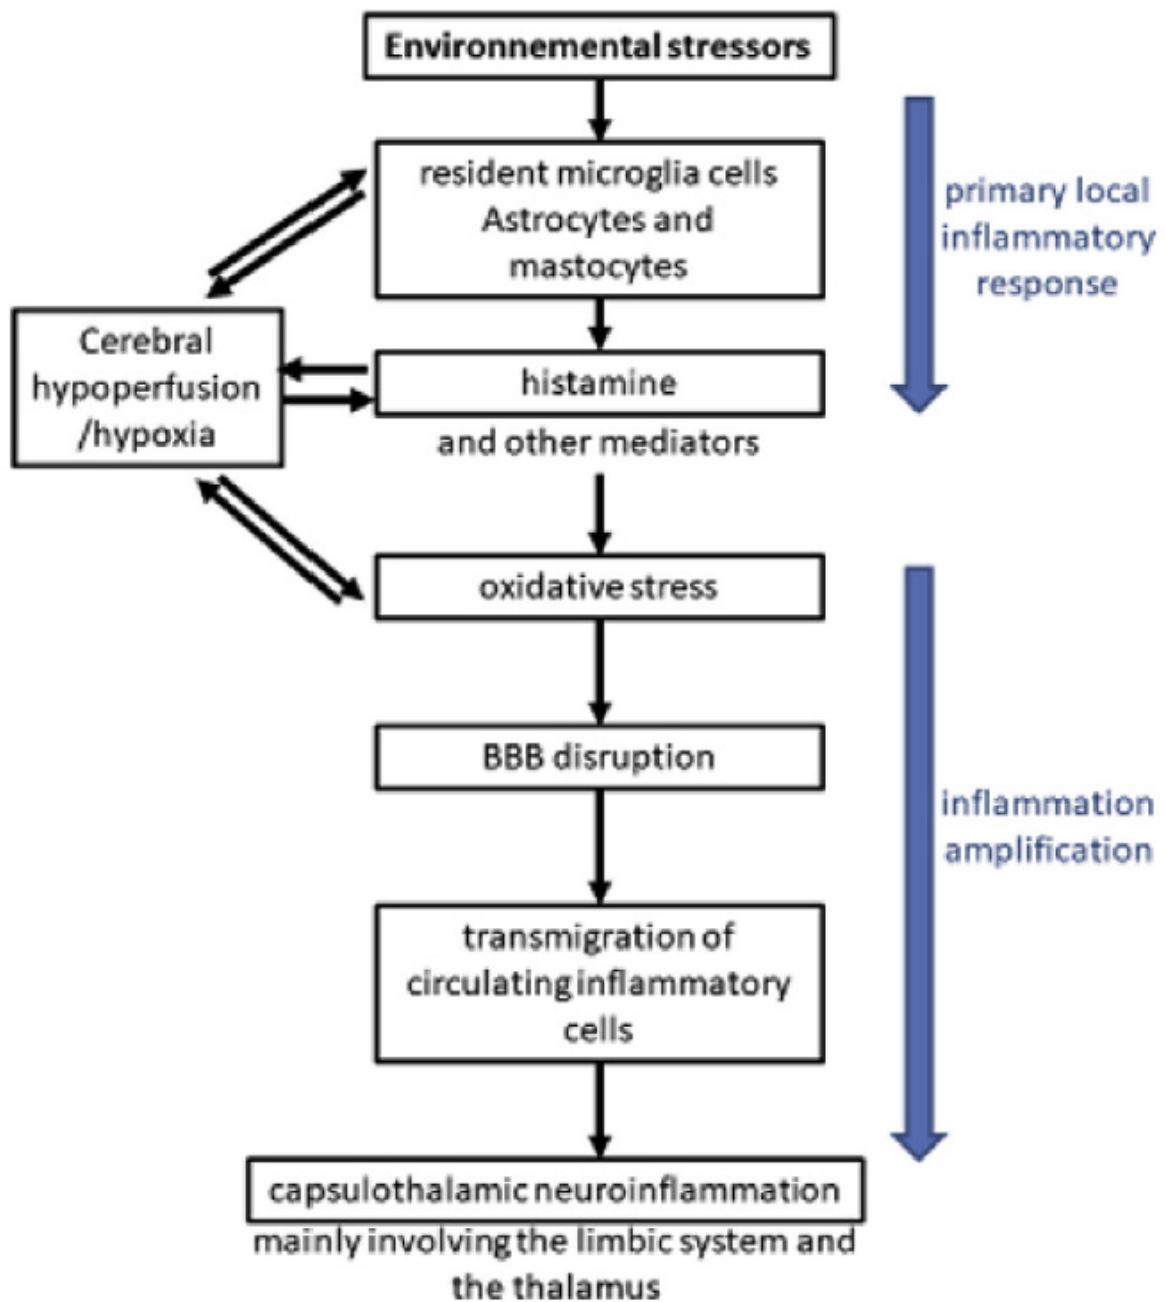 Environnemental stressors
resident microglia cells
Astrocytes and
mastocytes
primary local
inflammatory
response
Cerebral
hypoperfusion
/hypoxia
histamine
and other mediators
oxidative stress
BBB disruption
inflammation
amplification
transmigration of
circulating inflammatory
cells
capsulothalamic neuroinflammation
mainly involving the limbic system and
the thalamus